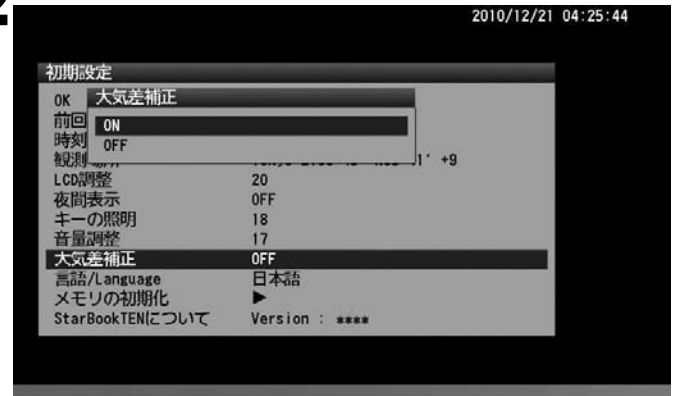 2
2010/12/21 04:25:44
初期設定
OK 大気差補正
前回
ON
時刻
OFF
観測 1' +9
LCD調整 20
夜間表示 OFF
キーの照明 18
音量調整 17
大気差補正 OFF
言語/Language 日本語
メモリの初期化 ▶
StarBookTENについて Version : ****